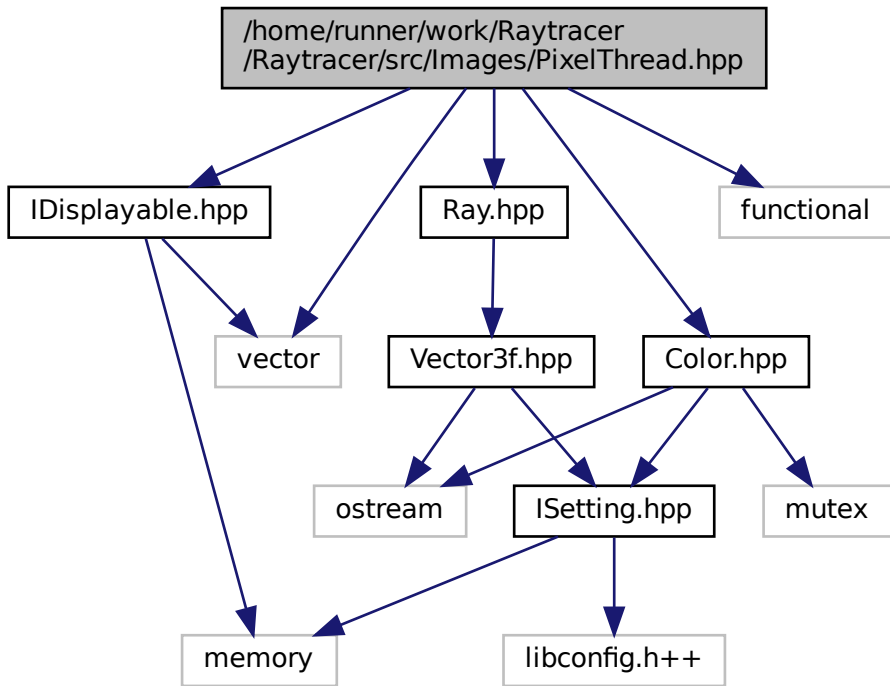 /home/runner/work/Raytracer
/Raytracer/src/Images/PixelThread.hpp
IDisplayable.hpp
Ray.hpp
functional
vector
Vector3f.hpp
Color.hpp
ostream
ISetting.hpp
mutex
memory
libconfig.h++